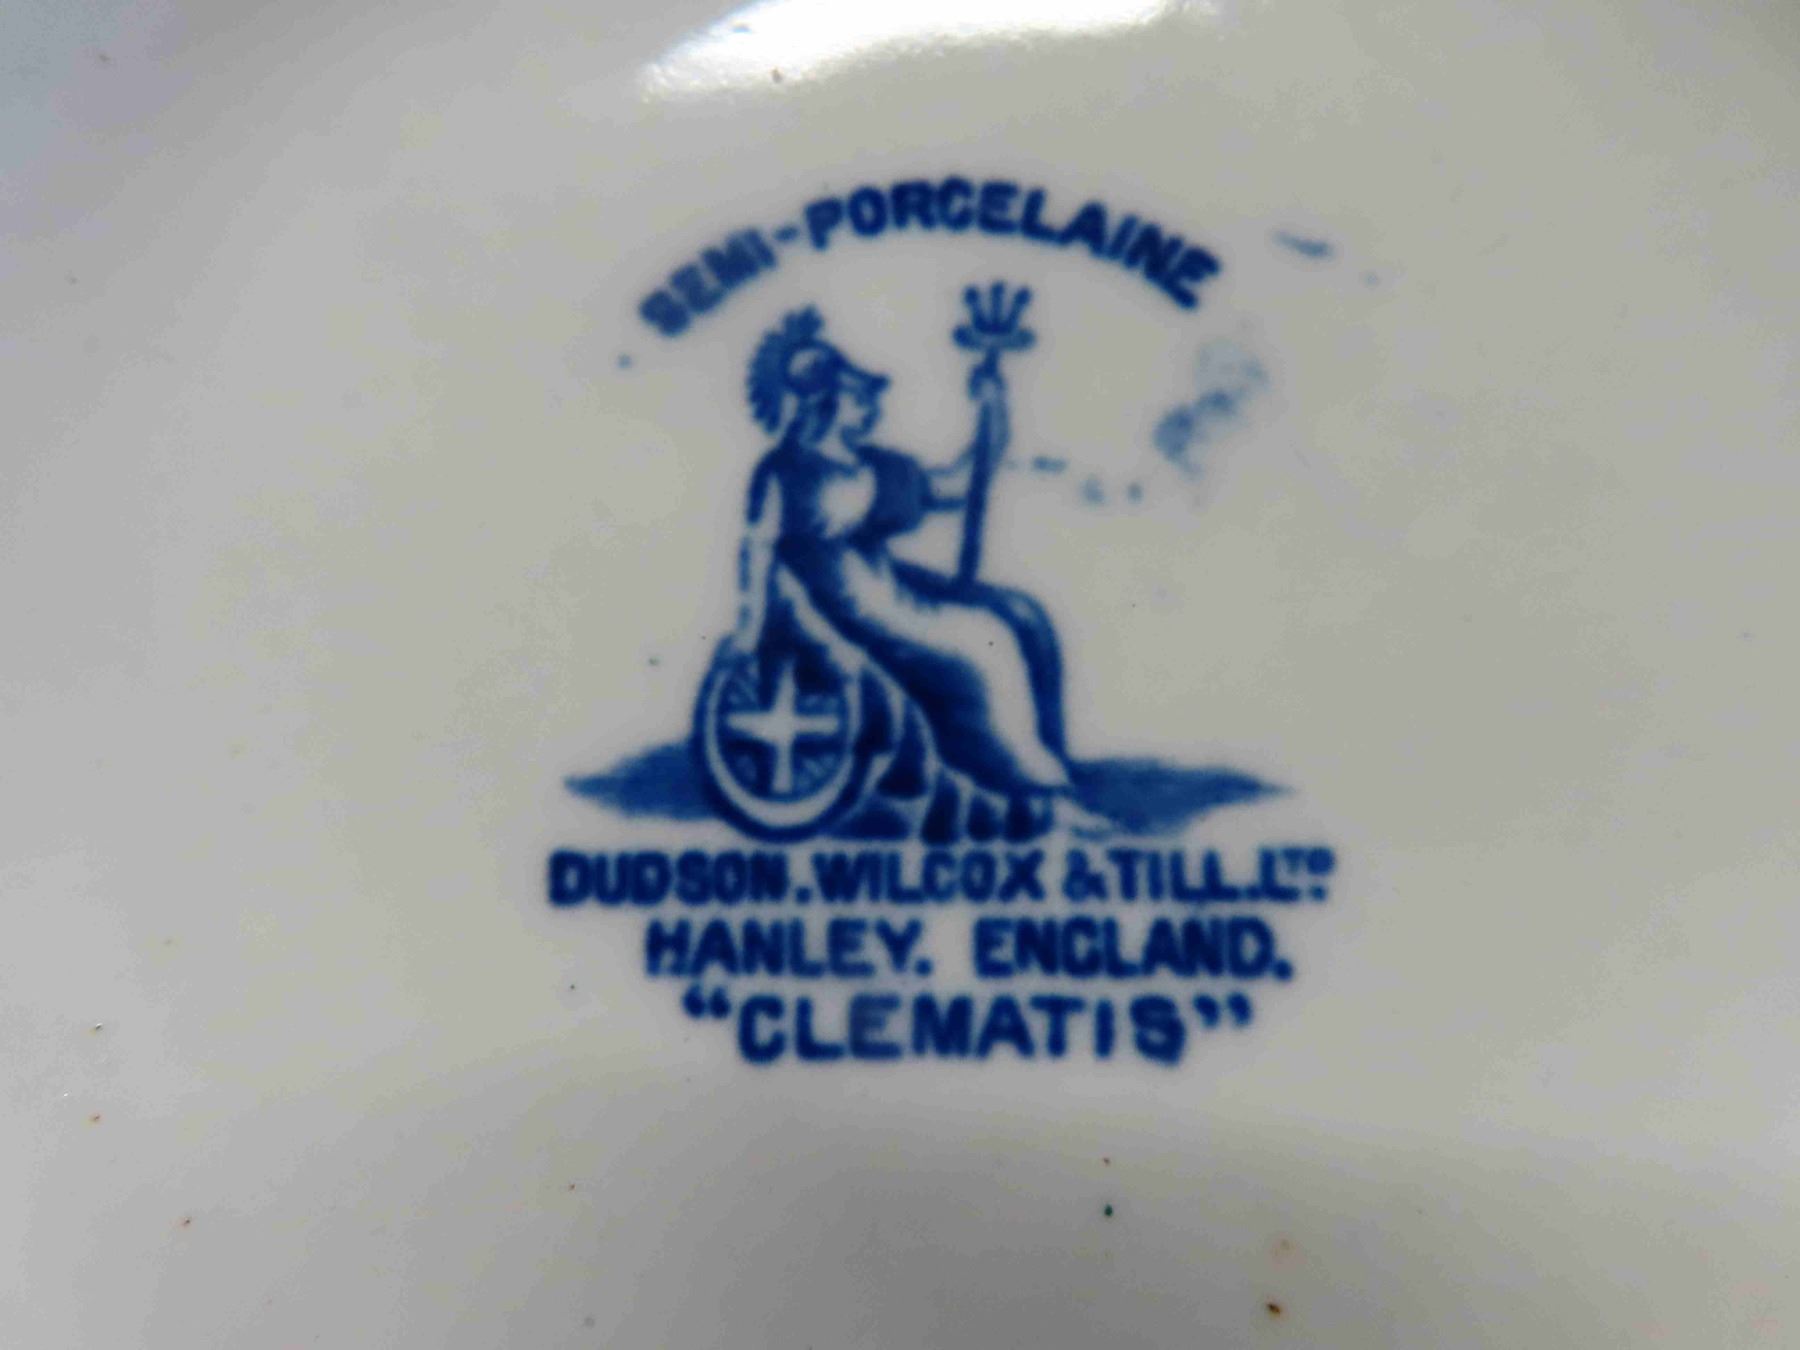 SEMI-PORCELAINE
DUDSON.WILCOX & TILL.LTD
HANLEY. ENGLAND.
"CLEMATIS"